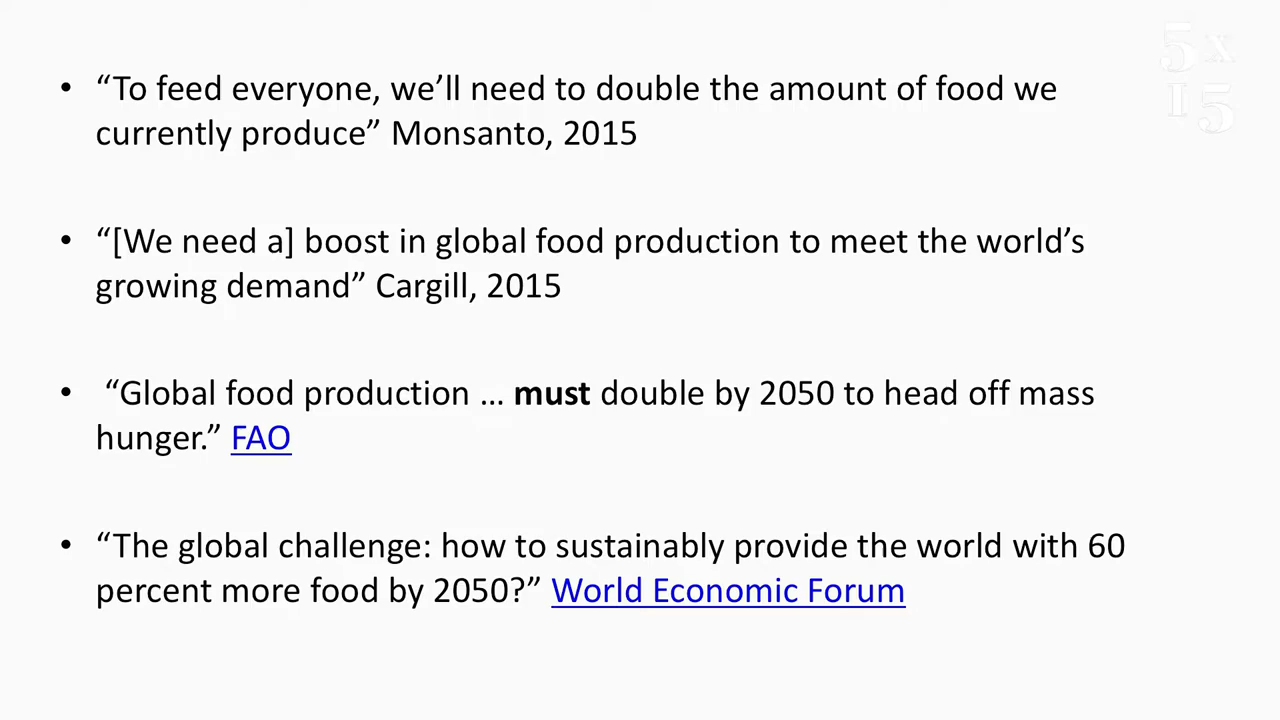 • “To feed everyone, we’ll need to double the amount of food we
currently produce” Monsanto, 2015
• “[We need a] boost in global food production to meet the world’s
growing demand” Cargill, 2015
• “Global food production … must double by 2050 to head off mass
hunger.” FAO
• “The global challenge: how to sustainably provide the world with 60
percent more food by 2050?” World Economic Forum
5 X
15